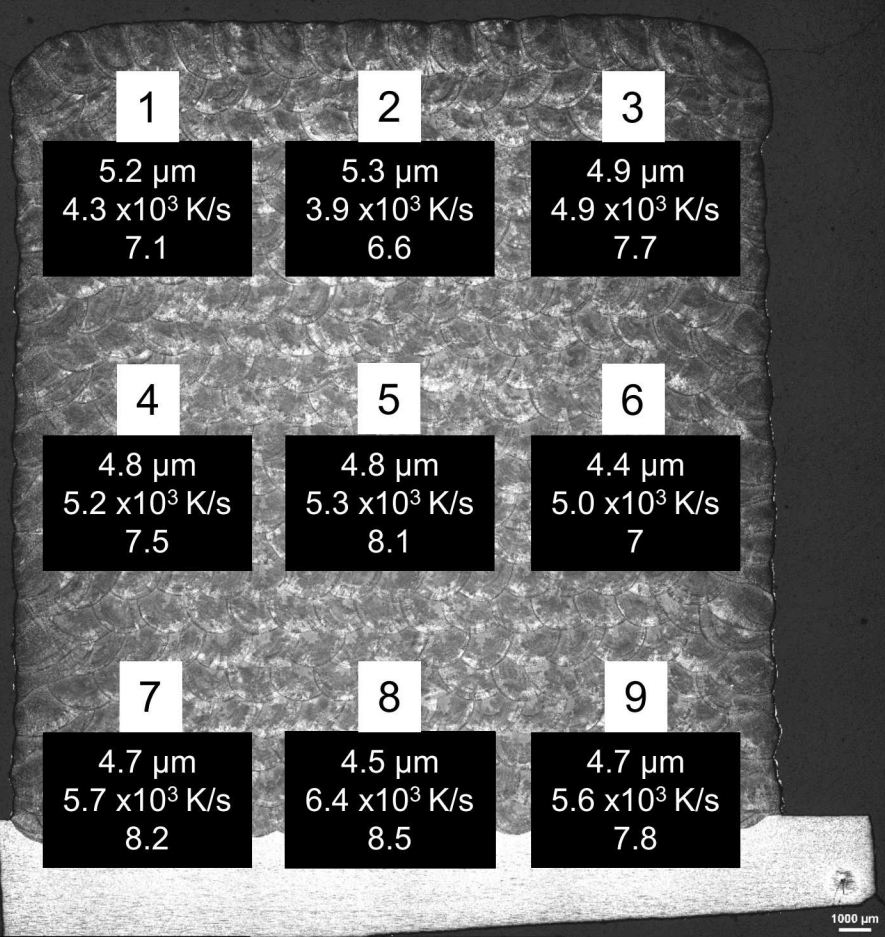 1
5.2 µm
4.3 x10³ K/s
7.1
2
5.3 µm
3.9 x10³ K/s
6.6
3
4.9 µm
4.9 x10³ K/s
7.7
4
4.8 µm
5.2 x10³ K/s
7.5
5
4.8 µm
5.3 x10³ K/s
8.1
6
4.4 µm
5.0 x10³ K/s
7
7
4.7 µm
5.7 x10³ K/s
8.2
8
4.5 µm
6.4 x10³ K/s
8.5
9
4.7 µm
5.6 x10³ K/s
7.8
1000 µm